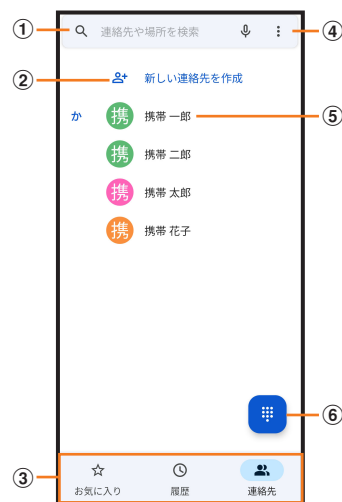 ① 連絡先や場所を検索 ④
② 新しい連絡先を作成
か 携 携帯 一郎 ⑤
携 携帯 二郎
携 携帯 太郎
携 携帯 花子
⑥
③ お気に入り 履歴 連絡先